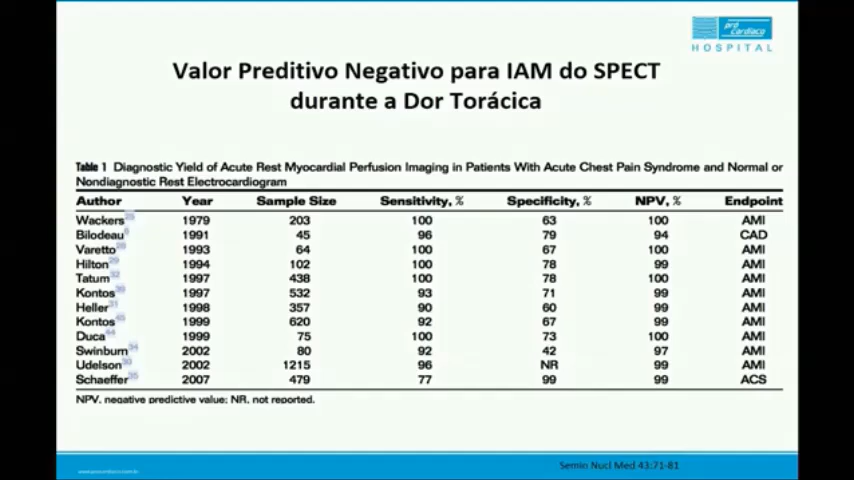 pró
cardíaco
HOSPITAL
Valor Preditivo Negativo para IAM do SPECT
durante a Dor Torácica
Table 1 Diagnostic Yield of Acute Rest Myocardial Perfusion Imaging in Patients With Acute Chest Pain Syndrome and Normal or
Nondiagnostic Rest Electrocardiogram
Author Year Sample Size Sensitivity, % Specificity, % NPV, % Endpoint
Wackers 1979 203 100 63 100 AMI
Bilodeau 1991 45 96 79 94 CAD
Varetto 1993 64 100 67 100 AMI
Hilton 1994 102 100 78 99 AMI
Tatum 1997 438 100 78 100 AMI
Kontos 1997 532 93 71 99 AMI
Heller 1998 357 90 60 99 AMI
Kontos 1999 620 92 67 99 AMI
Duca 1999 75 100 73 100 AMI
Swinburn 2002 80 92 42 97 AMI
Udelson 2002 1215 96 NR 99 AMI
Schaeffer 2007 479 77 99 99 ACS
NPV, negative predictive value; NR, not reported.
Semin Nucl Med 43:71-81
www.procardiaco.com.br